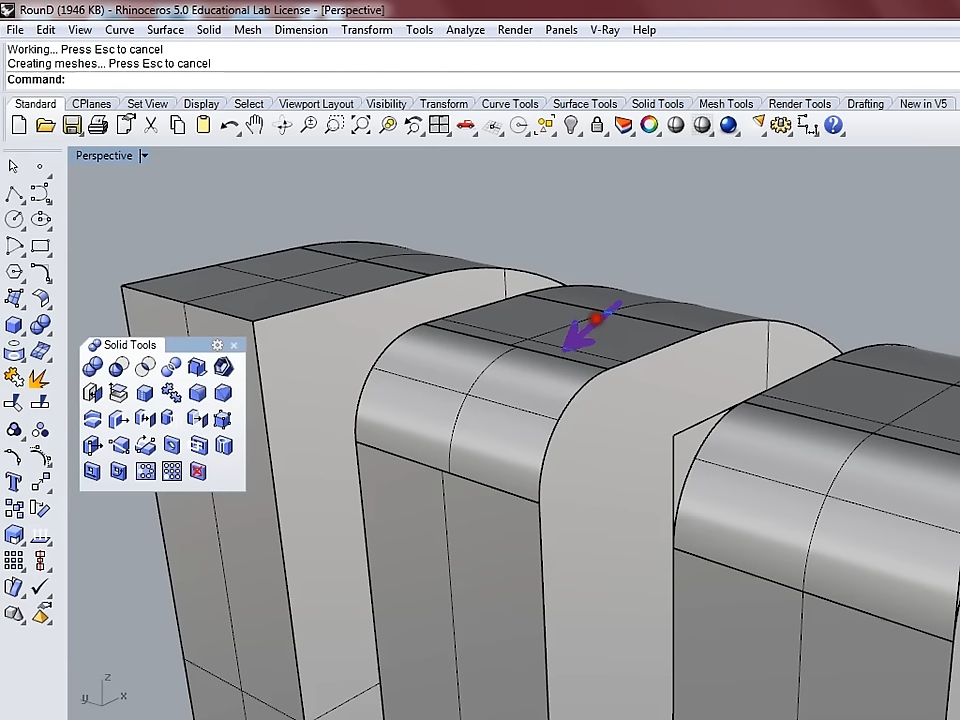 RounD (1946 KB) - Rhinoceros 5.0 Educational Lab License - [Perspective]
File Edit View Curve Surface Solid Mesh Dimension Transform Tools Analyze Render Panels V-Ray Help
Working... Press Esc to cancel
Creating meshes... Press Esc to cancel
Command:
Standard CPlanes Set View Display Select Viewport Layout Visibility Transform Curve Tools Surface Tools Solid Tools Mesh Tools Render Tools Drafting New in V5
Perspective
Solid Tools
z
y x